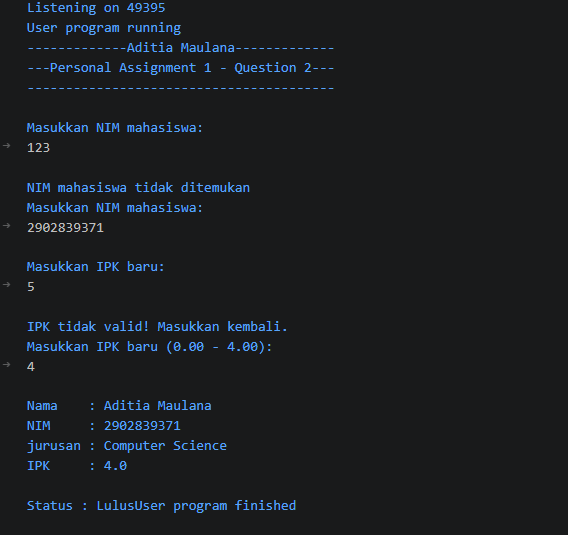 Listening on 49395
User program running
-------------Aditia Maulana-------------
---Personal Assignment 1 - Question 2---
----------------------------------------
Masukkan NIM mahasiswa:
→ 123
NIM mahasiswa tidak ditemukan
Masukkan NIM mahasiswa:
→ 2902839371
Masukkan IPK baru:
→ 5
IPK tidak valid! Masukkan kembali.
Masukkan IPK baru (0.00 - 4.00):
→ 4
Nama    : Aditia Maulana
NIM     : 2902839371
jurusan : Computer Science
IPK     : 4.0
Status : LulusUser program finished